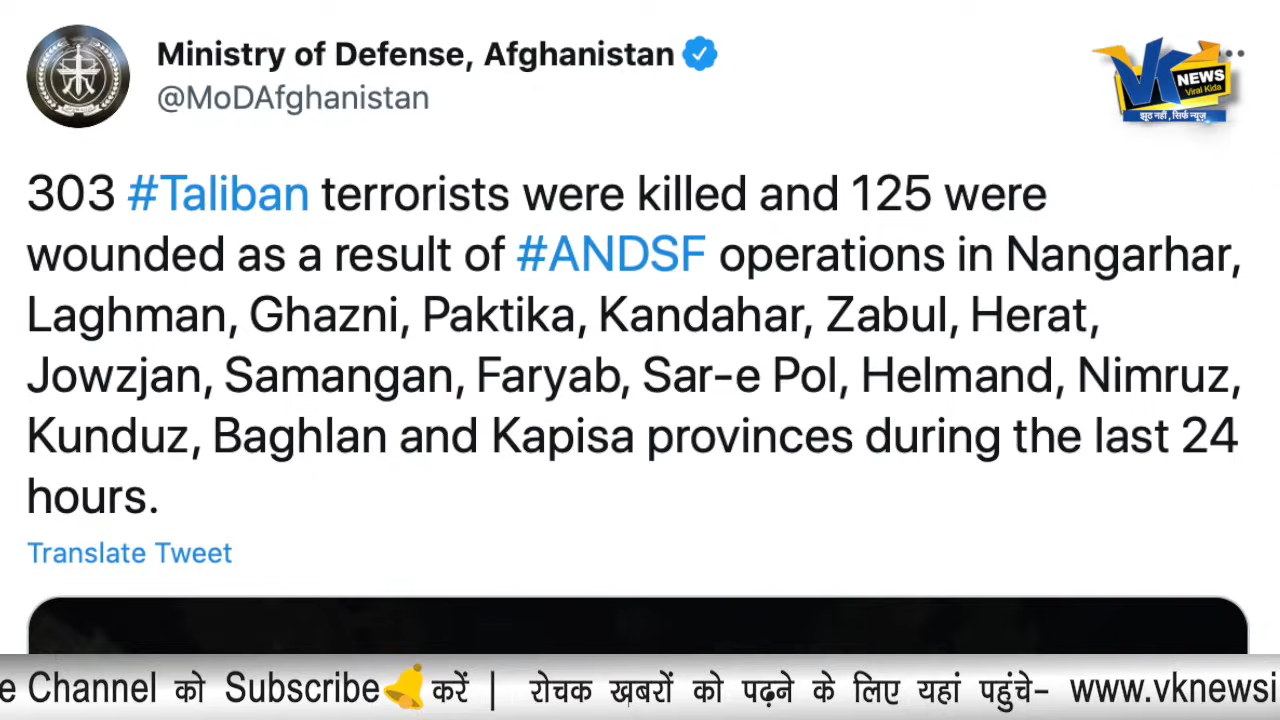 Ministry of Defense, Afghanistan
@MoDAfghanistan
VK
NEWS
Viral Kida
झूठ नहीं, सिर्फ न्यूज़
303 #Taliban terrorists were killed and 125 were
wounded as a result of #ANDSF operations in Nangarhar,
Laghman, Ghazni, Paktika, Kandahar, Zabul, Herat,
Jowzjan, Samangan, Faryab, Sar-e Pol, Helmand, Nimruz,
Kunduz, Baghlan and Kapisa provinces during the last 24
hours.
Translate Tweet
e Channel को Subscribe करें | रोचक ख़बरों को पढ़ने के लिए यहां पहुंचे- www.vknewsi